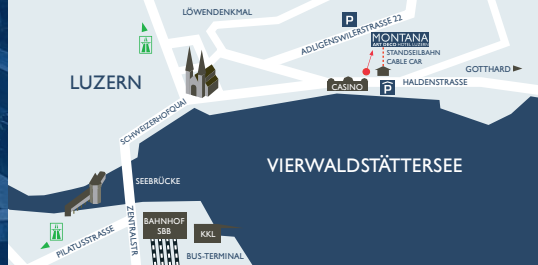 LÖWENDENKMAL
P
ADLIGENSWILERSTRASSE 22
MONTANA
ART DECO HOTEL LUZERN
STANDSEILBAHN
CABLE CAR
GOTTHARD
LUZERN
CASINO
P
HALDENSTRASSE
SCHWEIZERHOFQUAI
VIERWALDSTÄTTERSEE
SEEBRÜCKE
ZENTRALSTR
PILATUSSTRASSE
BAHNHOF
SBB
KKL
BUS-TERMINAL